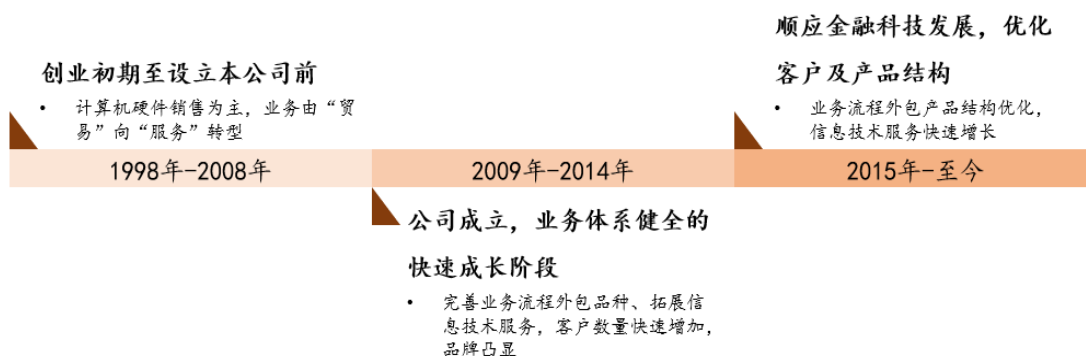 创业初期至设立本公司前
• 计算机硬件销售为主，业务由“贸
易”向“服务”转型
1998年-2008年
公司成立，业务体系健全的
快速成长阶段
• 完善业务流程外包品种、拓展信
息技术服务，客户数量快速增加，
品牌凸显
2009年-2014年
顺应金融科技发展，优化
客户及产品结构
• 业务流程外包产品结构优化，
信息技术服务快速增长
2015年-至今